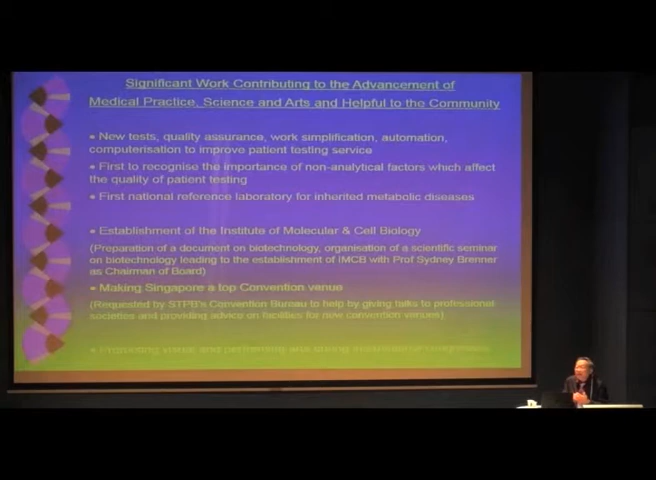 Significant Work Contributing to the Advancement of
Medical Practice, Science and Arts and Helpful to the Community
• New tests, quality assurance, work simplification, automation,
computerisation to improve patient testing service
• First to recognise the importance of non-analytical factors which affect
the quality of patient testing
• First national reference laboratory for inherited metabolic diseases
• Establishment of the Institute of Molecular & Cell Biology
(Preparation of a document on biotechnology, organisation of a scientific seminar
on biotechnology leading to the establishment of IMCB with Prof Sydney Brenner
as Chairman of Board)
• Making Singapore a top Convention venue
(Requested by STPB's Convention Bureau to help by giving talks to professional
societies and providing advice on facilities for new convention venues)
• Promoting visual and performing arts during